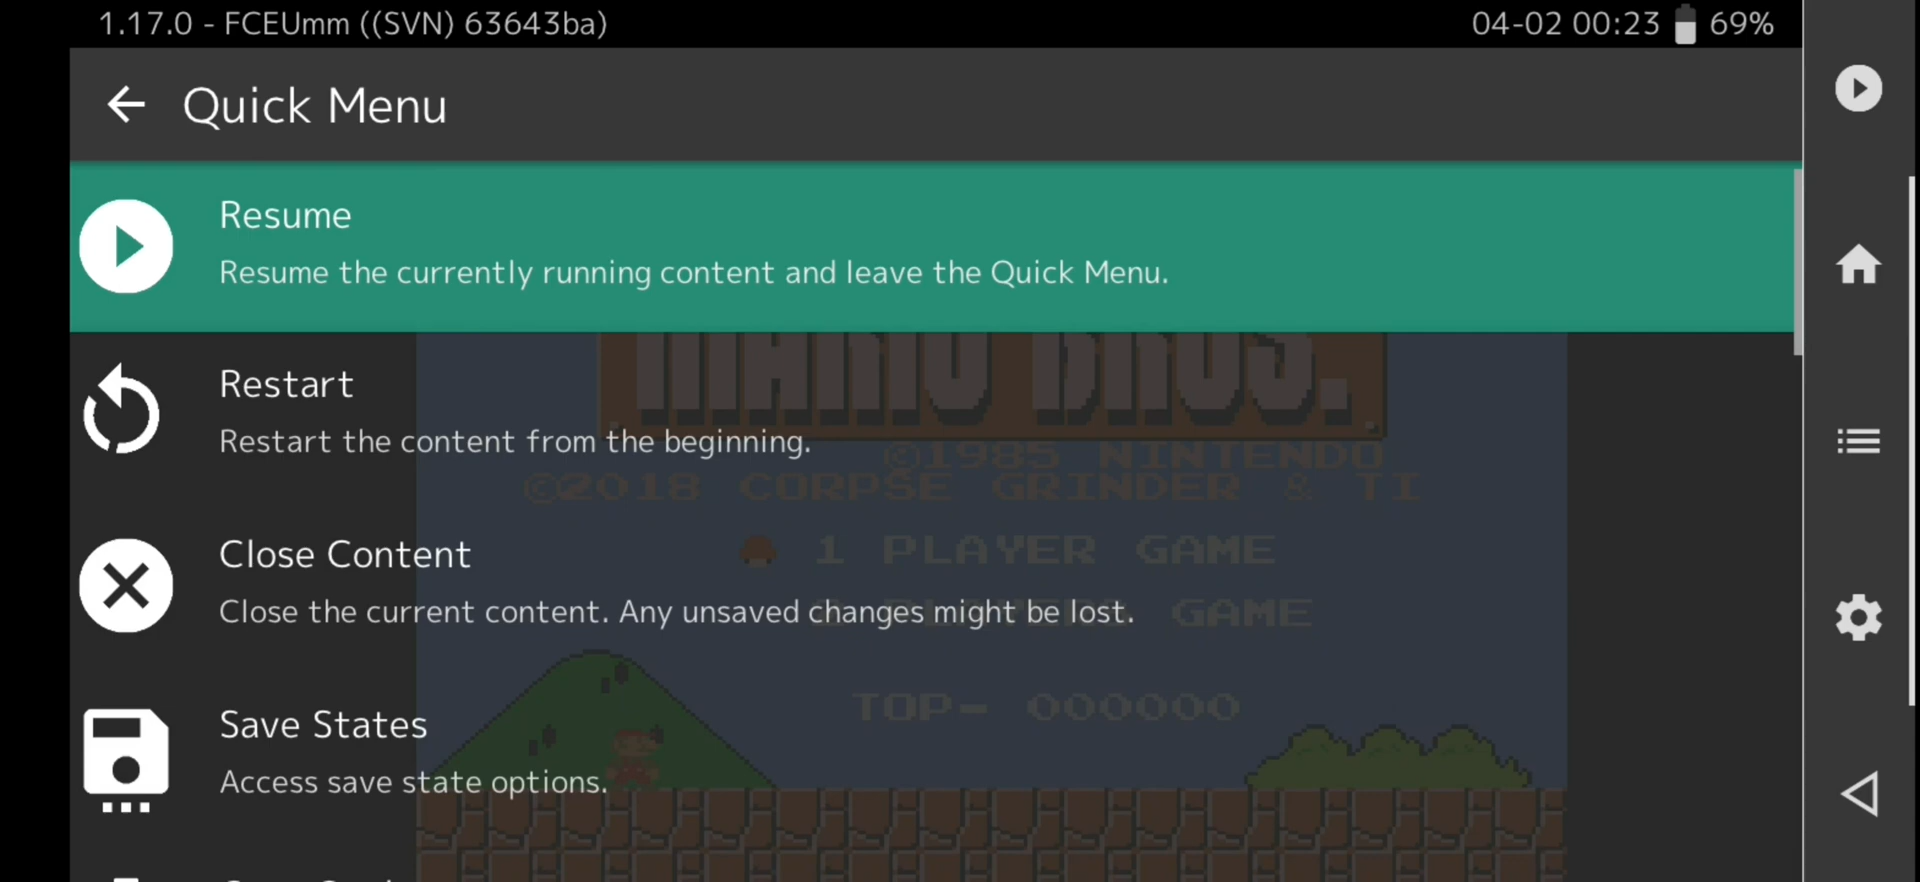 1.17.0 - FCEUmm ((SVN) 63643ba)
04-02 00:23 69%
Quick Menu
Resume
Resume the currently running content and leave the Quick Menu.
MARIO BROS.
Restart
Restart the content from the beginning.
©1985 NINTENDO
©2018 CORPSE GRINDER & TI
1 PLAYER GAME
Close Content
Close the current content. Any unsaved changes might be lost.
GAME
TOP- 000000
Save States
Access save state options.